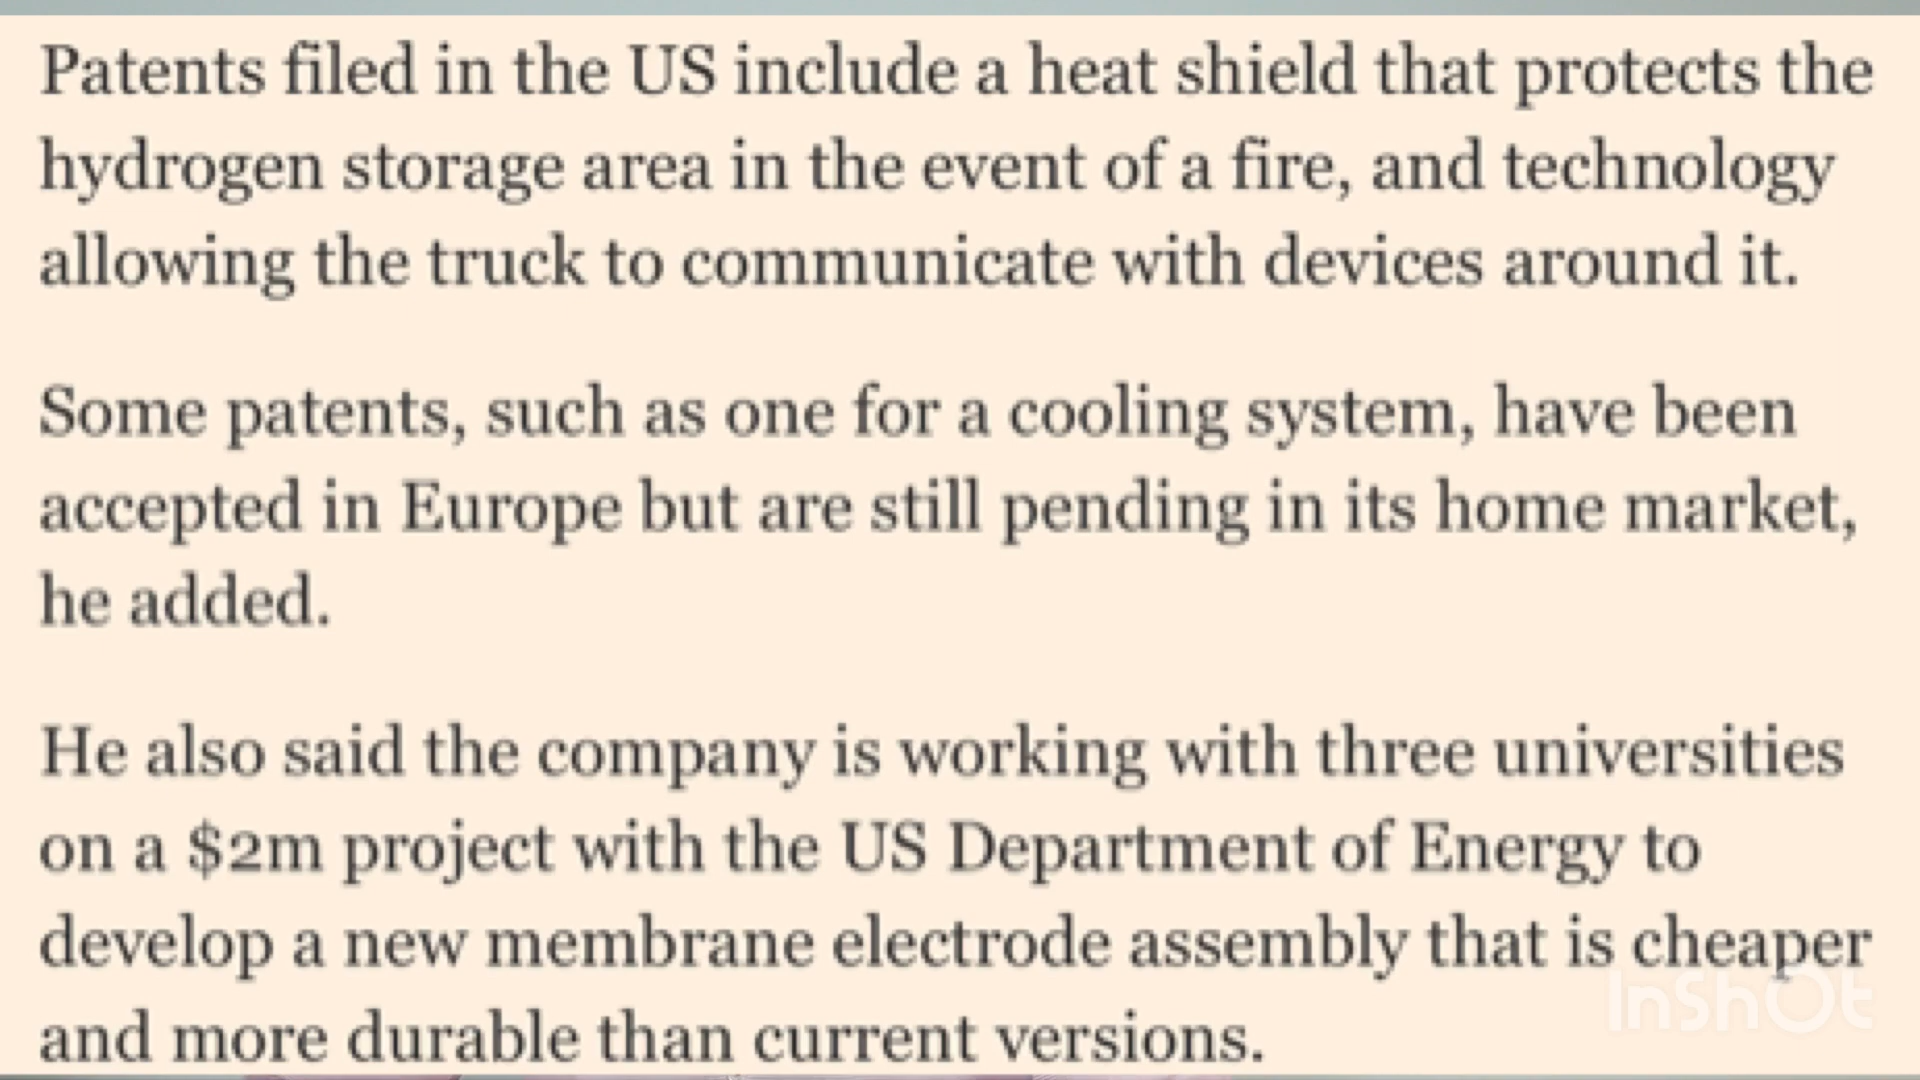 Patents filed in the US include a heat shield that protects the
hydrogen storage area in the event of a fire, and technology
allowing the truck to communicate with devices around it.
Some patents, such as one for a cooling system, have been
accepted in Europe but are still pending in its home market,
he added.
He also said the company is working with three universities
on a $2m project with the US Department of Energy to
develop a new membrane electrode assembly that is cheaper
and more durable than current versions.
InShOt